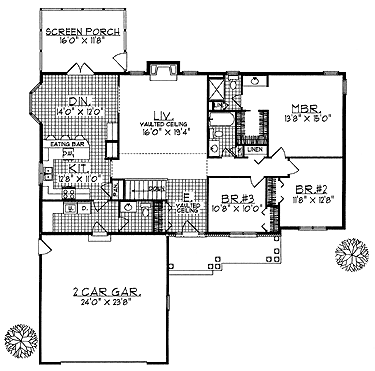 SCREEN PORCH
16'0" x 11'8"
DIN.
14'0" x 12'0"
LIV.
VAULTED CEILING
16'0" x 19'4"
MBR.
13'8" x 15'0"
EATING BAR
DW.
LINEN
KIT.
12'8" x 11'0"
PAN.
DOWN
E.
VAULTED
CEILING
BR.#3
10'8" x 10'0"
BR.#2
11'8" x 12'8"
2 CAR GAR.
24'0" x 23'8"